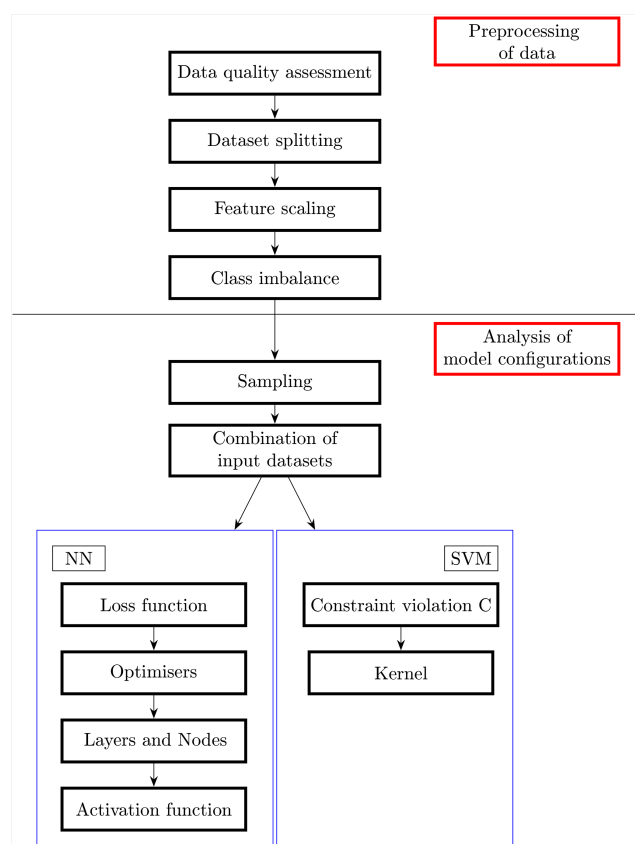 Preprocessing
of data
Data quality assessment
Dataset splitting
Feature scaling
Class imbalance
Analysis of
model configurations
Sampling
Combination of
input datasets
NN
Loss function
Optimisers
Layers and Nodes
Activation function
SVM
Constraint violation C
Kernel